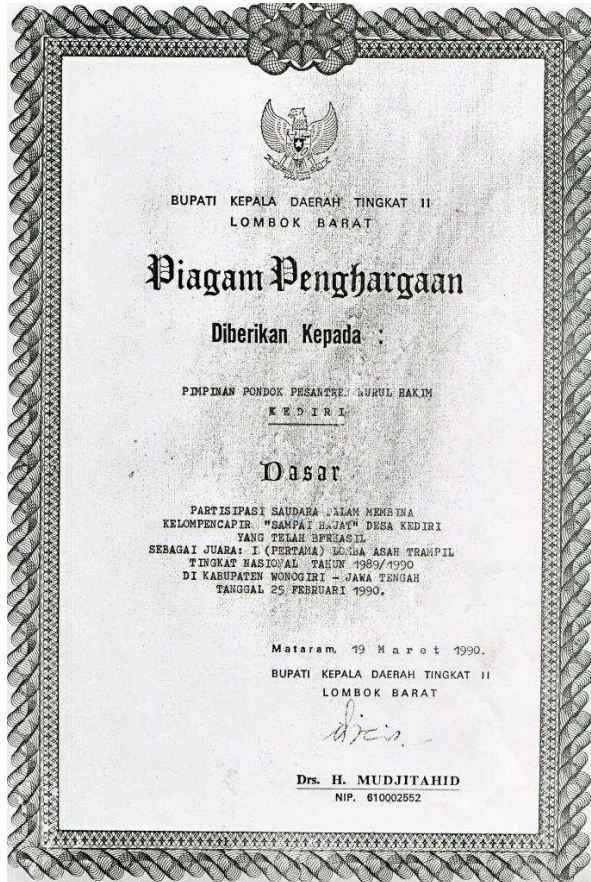 BUPATI KEPALA DAERAH TINGKAT II
LOMBOK BARAT
Piagam Penghargaan
Diberikan Kepada :
PIMPINAN PONDOK PESANTREN NURUL HAKIM
KEDIRI
Dasar
PARTISIPASI SAUDARA DALAM MEMBINA
KELOMPENCAPIR "SAMPAI HAJAT" DESA KEDIRI
YANG TELAH BERHASIL
SEBAGAI JUARA: I (PERTAMA) LOMBA ASAH TRAMPIL
TINGKAT NASIONAL TAHUN 1989/1990
DI KABUPATEN WONOGIRI - JAWA TENGAH
TANGGAL 25 FEBRUARI 1990.
Mataram, 19 Maret 1990.
BUPATI KEPALA DAERAH TINGKAT II
LOMBOK BARAT
Drs. H. MUDJITAHID
NIP. 610002552